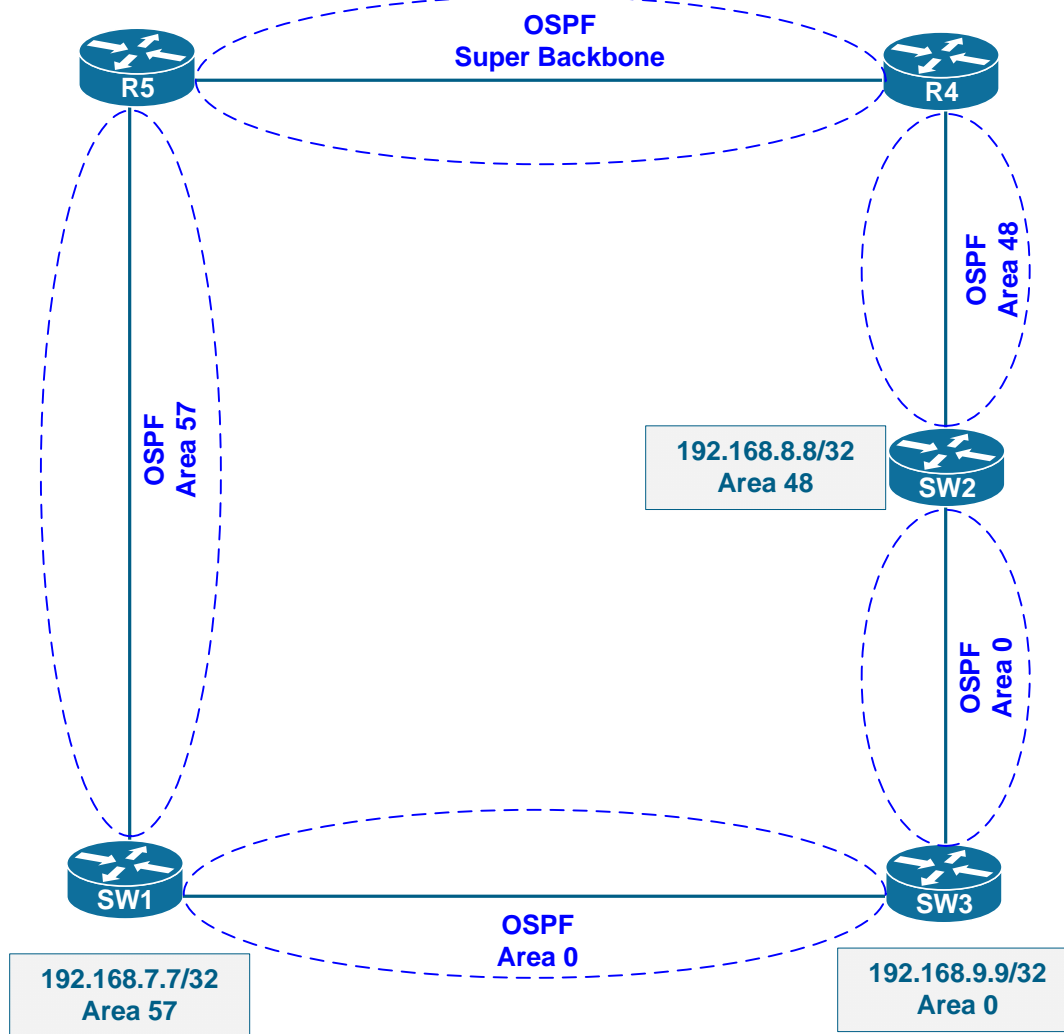 OSPF
Super Backbone
R5
R4
OSPF
Area 48
OSPF
Area 57
192.168.8.8/32
Area 48
SW2
OSPF
Area 0
SW1
SW3
OSPF
Area 0
192.168.7.7/32
Area 57
192.168.9.9/32
Area 0